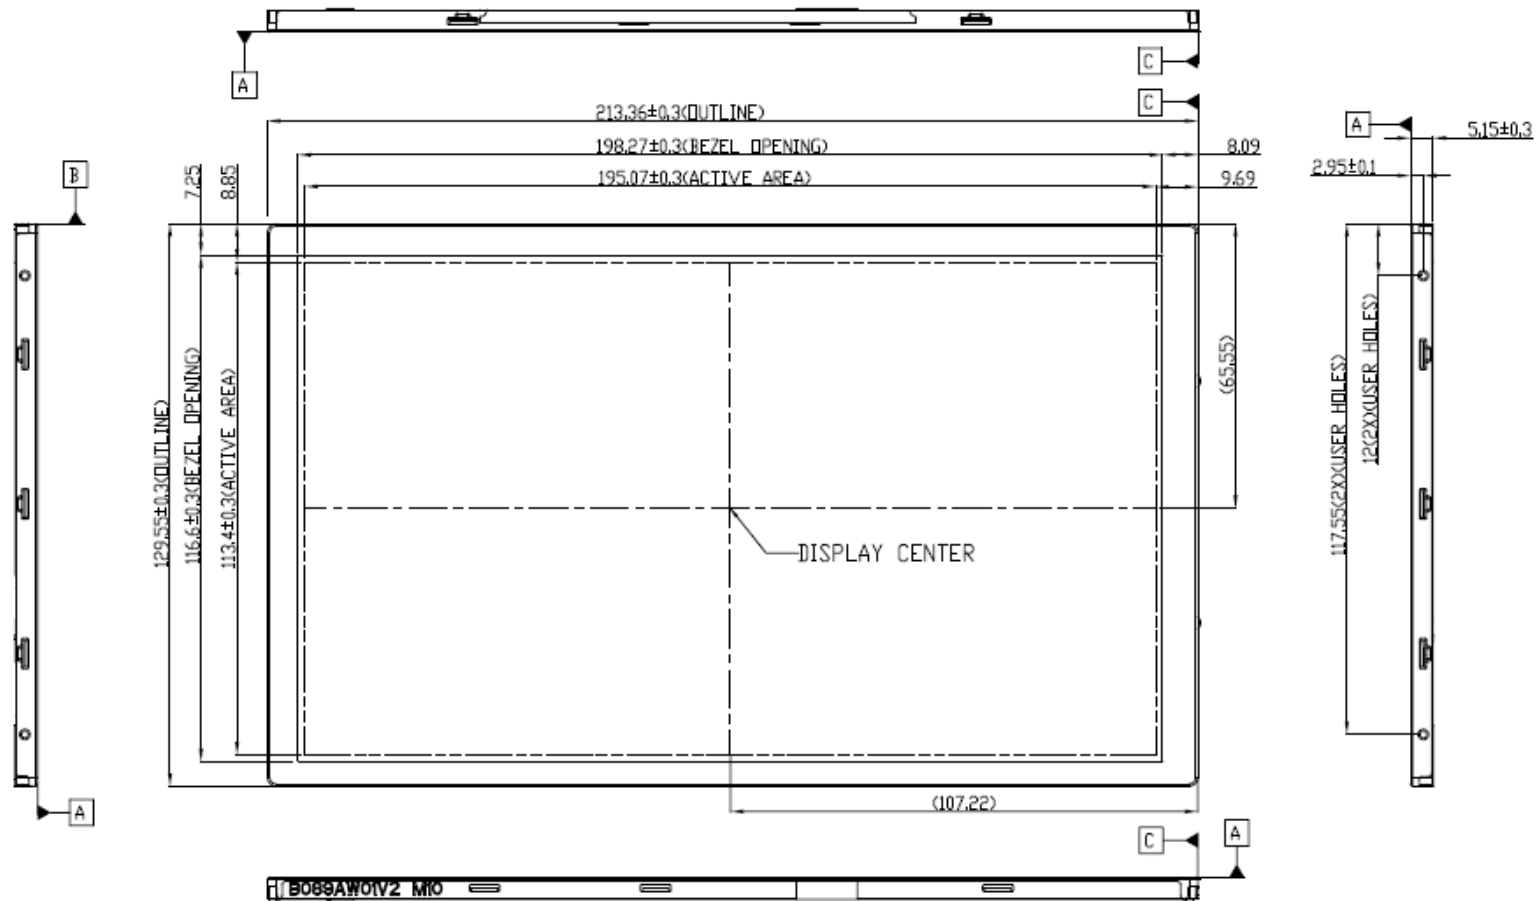 A
C
C
213.36±0.3(OUTLINE)
198.27±0.3(BEZEL OPENING)
195.07±0.3(ACTIVE AREA)
8.09
9.69
A
5.15±0.3
2.95±0.1
B
7.25
8.85
129.55±0.3(OUTLINE)
116.6±0.3(BEZEL OPENING)
113.4±0.3(ACTIVE AREA)
(65.55)
117.55(2X)(USER HOLES)
12(2X)(USER HOLES)
DISPLAY CENTER
(107.22)
A
C
A
B089AW01V2 M10